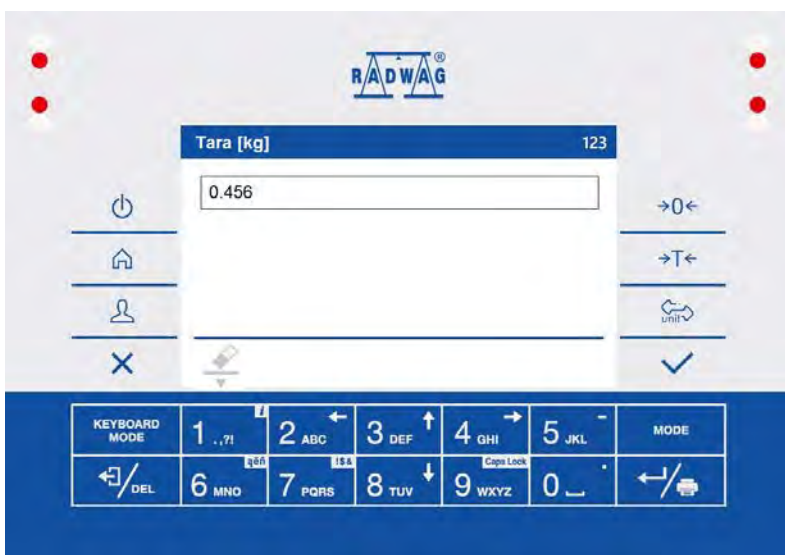 RADWAG®
Tara [kg] 123
0.456
→0←
→T←
unit
KEYBOARD MODE
1 .,?! i
2 ABC ←
3 DEF ↑
4 GHI →
5 JKL -
MODE
DEL
6 MNO ąëñ
7 PQRS !$&
8 TUV ↓
9 WXYZ Caps Lock
0 .